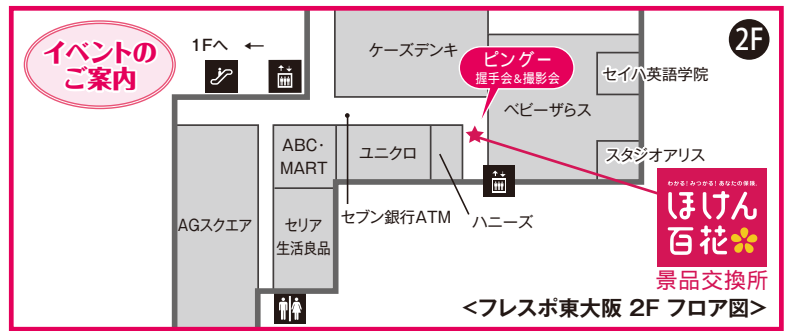 イベントの
ご案内
1Fへ ←
2F
ケーズデンキ
ピングー
握手会&撮影会
セイハ英語学院
ベビーザらス
ABC・
MART
ユニクロ
スタジオアリス
わかる!みつかる!あなたの保険。
ほけん
百花
AGスクエア
セリア
生活良品
セブン銀行ATM
ハニーズ
景品交換所
<フレスポ東大阪 2F フロア図>